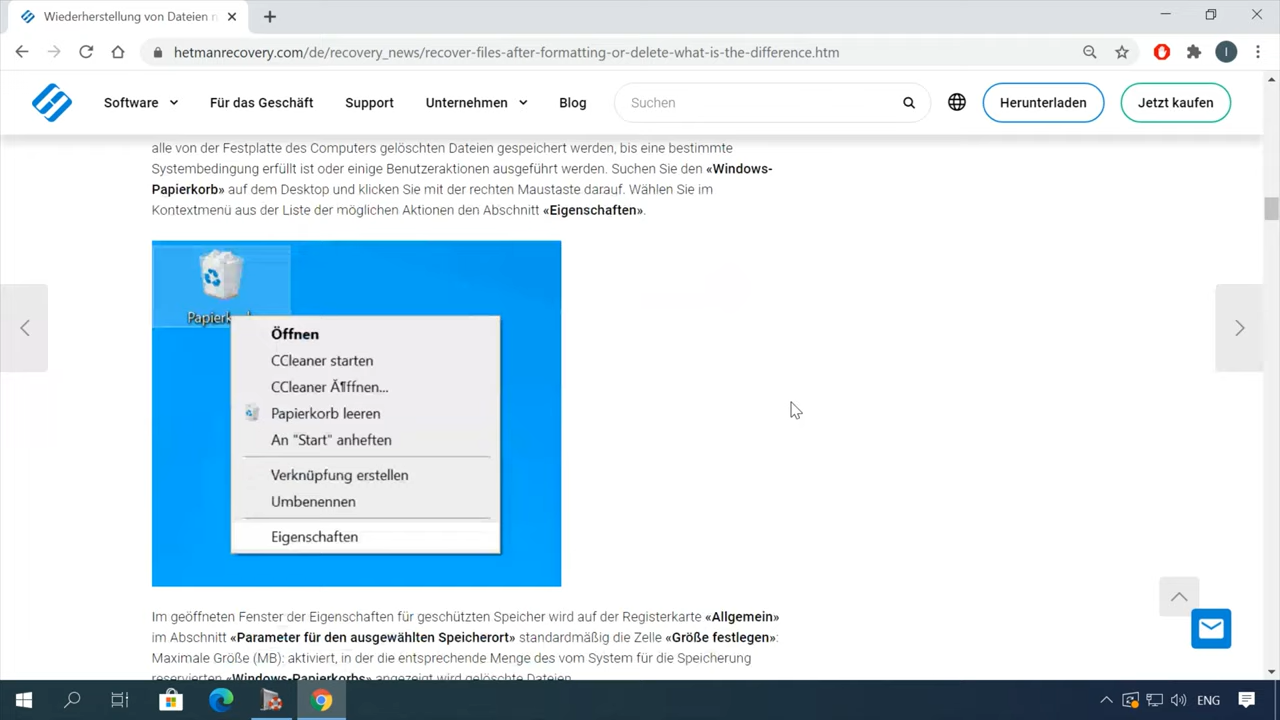 Wiederherstellung von Dateien n
hetmanrecovery.com/de/recovery_news/recover-files-after-formatting-or-delete-what-is-the-difference.htm
I
Software Für das Geschäft Support Unternehmen Blog Suchen Herunterladen Jetzt kaufen
alle von der Festplatte des Computers gelöschten Dateien gespeichert werden, bis eine bestimmte
Systembedingung erfüllt ist oder einige Benutzeraktionen ausgeführt werden. Suchen Sie den «Windows-
Papierkorb» auf dem Desktop und klicken Sie mit der rechten Maustaste darauf. Wählen Sie im
Kontextmenü aus der Liste der möglichen Aktionen den Abschnitt «Eigenschaften».
Öffnen
CCleaner starten
CCleaner Ã¶ffnen...
Papierkorb leeren
An "Start" anheften
Verknüpfung erstellen
Umbenennen
Eigenschaften
Im geöffneten Fenster der Eigenschaften für geschützten Speicher wird auf der Registerkarte «Allgemein»
im Abschnitt «Parameter für den ausgewählten Speicherort» standardmäßig die Zelle «Größe festlegen»:
Maximale Größe (MB): aktiviert, in der die entsprechende Menge des vom System für die Speicherung
reservierten «Windows-Papierkorbs» angezeigt wird gelöschte Dateien.
ENG